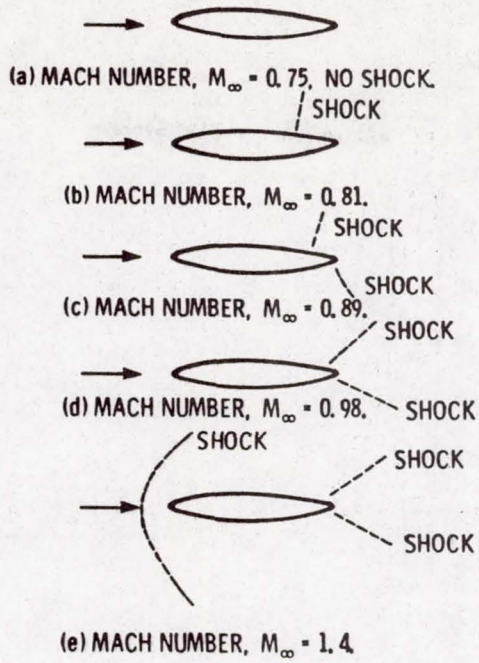 (a) MACH NUMBER, M∞ = 0.75, NO SHOCK.
SHOCK
(b) MACH NUMBER, M∞ = 0.81.
SHOCK
SHOCK
(c) MACH NUMBER, M∞ = 0.89.
SHOCK
SHOCK
(d) MACH NUMBER, M∞ = 0.98.
SHOCK
SHOCK
SHOCK
(e) MACH NUMBER, M∞ = 1.4.